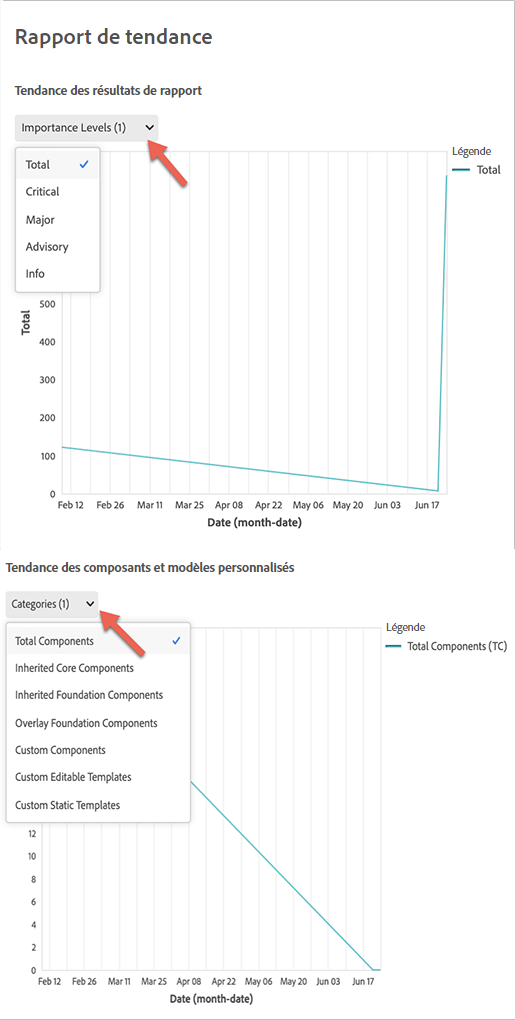 Rapport de tendance
Tendance des résultats de rapport
Importance Levels (1)
Légende
Total
Total
Critical
Major
Advisory
Info
500
400
300
200
100
0
Total
Feb 12 Feb 26 Mar 11 Mar 25 Apr 08 Apr 22 May 06 May 20 Jun 03 Jun 17
Date (month-date)
Tendance des composants et modèles personnalisés
Categories (1)
Légende
Total Components (TC)
Total Components
Inherited Core Components
Inherited Foundation Components
Overlay Foundation Components
Custom Components
Custom Editable Templates
Custom Static Templates
12
10
8
6
4
2
0
Feb 12 Feb 26 Mar 11 Mar 25 Apr 08 Apr 22 May 06 May 20 Jun 03 Jun 17
Date (month-date)